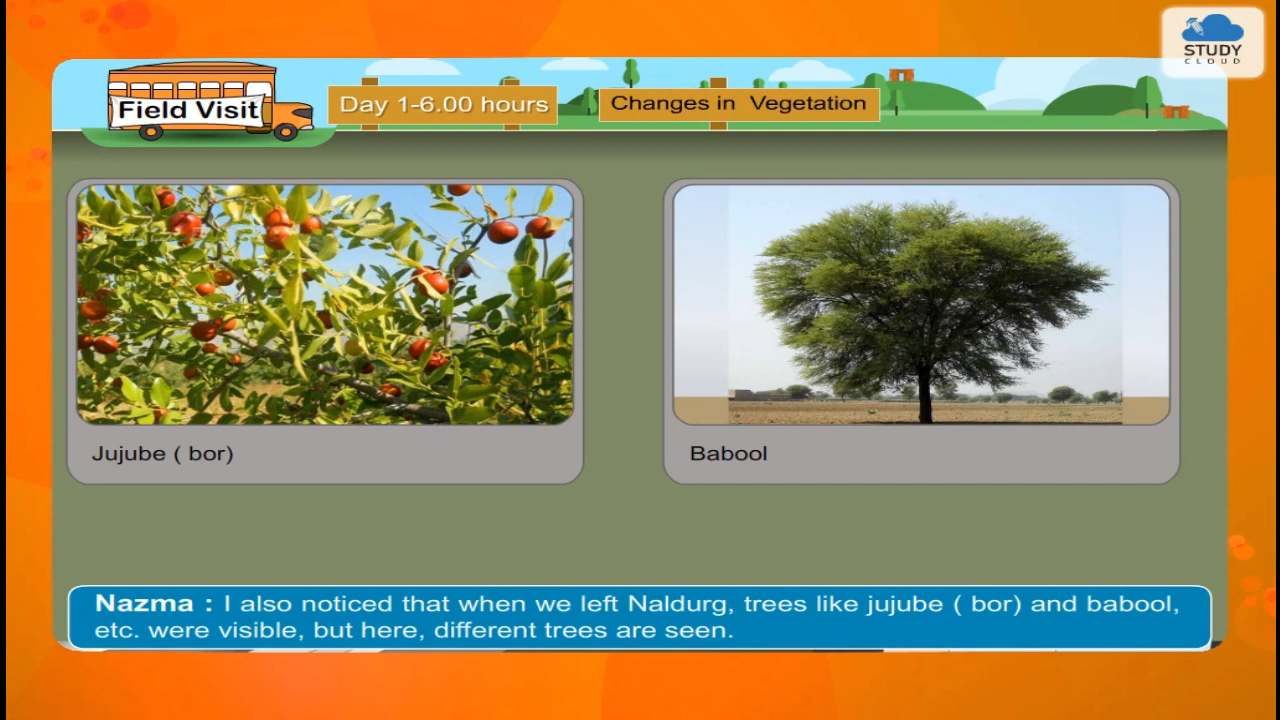 STUDY
CLOUD
Field Visit
Day 1-6.00 hours
Changes in Vegetation
Jujube ( bor)
Babool
Nazma : I also noticed that when we left Naldurg, trees like jujube ( bor) and babool,
etc. were visible, but here, different trees are seen.